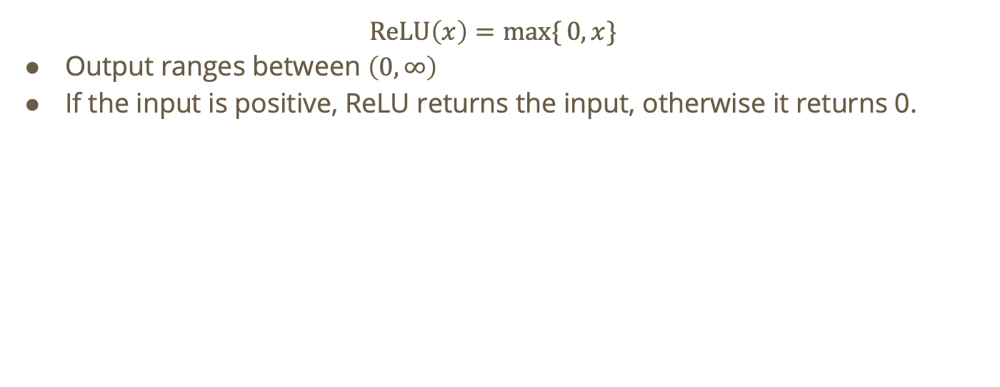 ReLU(x) = max{ 0, x}
● Output ranges between (0, ∞)
● If the input is positive, ReLU returns the input, otherwise it returns 0.